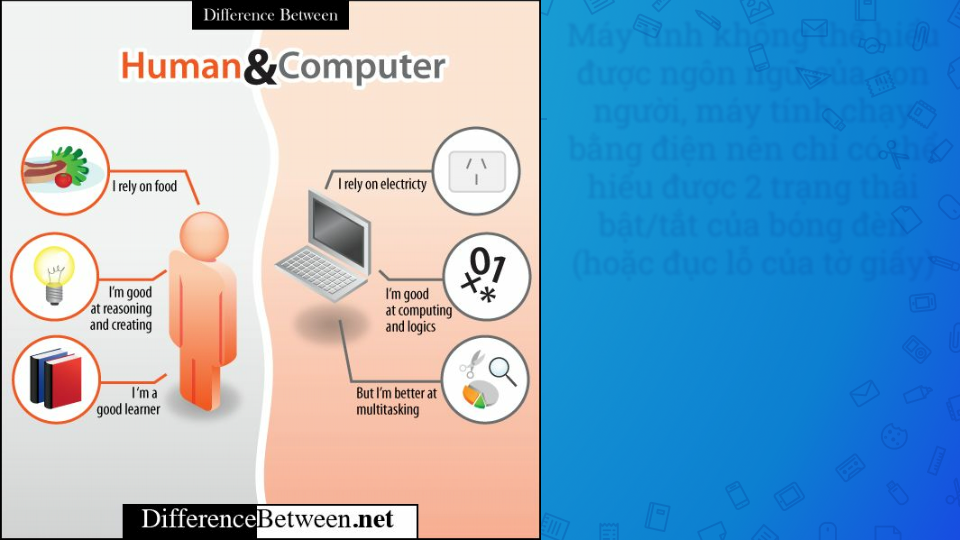 Difference Between
Human&Computer
I rely on food
I'm good
at reasoning
and creating
I'm a
good learner
I rely on electricty
I'm good
at computing
and logics
But I'm better at
multitasking
01
×*
DifferenceBetween.net
Máy tính không thể hiểu
được ngôn ngữ của con
người, máy tính chạy
bằng điện nên chỉ có thể
hiểu được 2 trạng thái
bật/tắt của bóng đèn
(hoặc đục lỗ của tờ giấy)